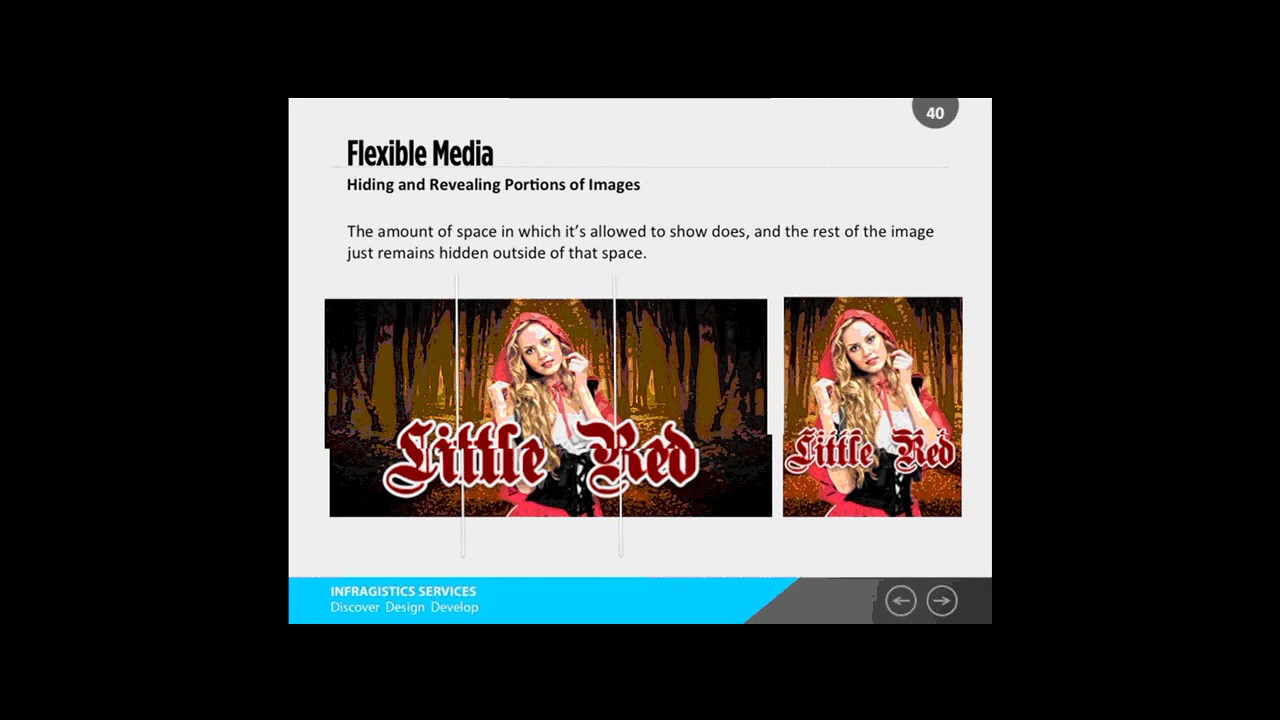 40
Flexible Media
Hiding and Revealing Portions of Images
The amount of space in which it’s allowed to show does, and the rest of the image
just remains hidden outside of that space.
Little Red
Little Red
INFRAGISTICS SERVICES
Discover Design Develop